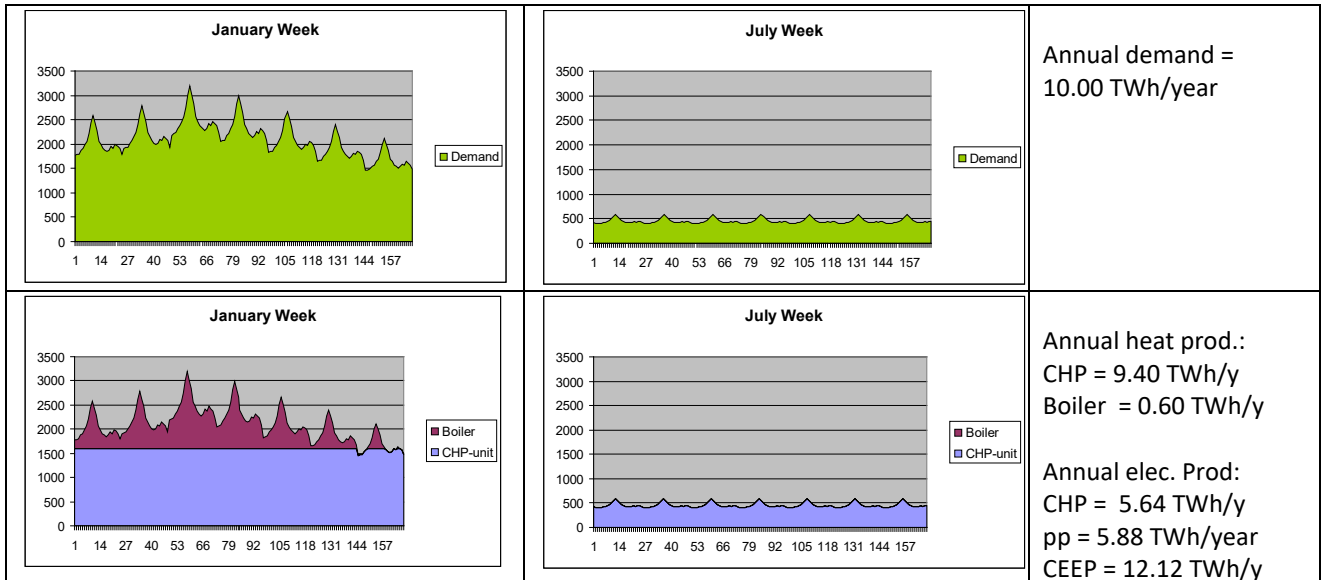 January Week
3500
3000
2500
2000
1500
1000
500
0
1 14 27 40 53 66 79 92 105 118 131 144 157
Demand
July Week
3500
3000
2500
2000
1500
1000
500
0
1 14 27 40 53 66 79 92 105 118 131 144 157
Demand
Annual demand =
10.00 TWh/year
January Week
3500
3000
2500
2000
1500
1000
500
0
1 14 27 40 53 66 79 92 105 118 131 144 157
Boiler
CHP-unit
July Week
3500
3000
2500
2000
1500
1000
500
0
1 14 27 40 53 66 79 92 105 118 131 144 157
Boiler
CHP-unit
Annual heat prod.:
CHP = 9.40 TWh/y
Boiler = 0.60 TWh/y
Annual elec. Prod:
CHP = 5.64 TWh/y
pp = 5.88 TWh/year
CEEP = 12.12 TWh/y